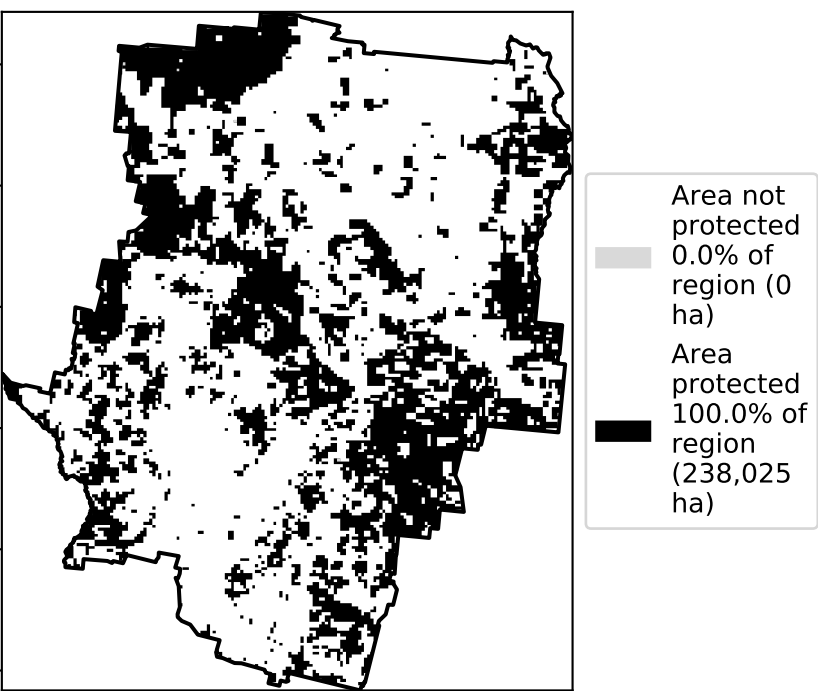 Area not
protected
0.0% of
region (0
ha)
Area
protected
100.0% of
region
(238,025
ha)